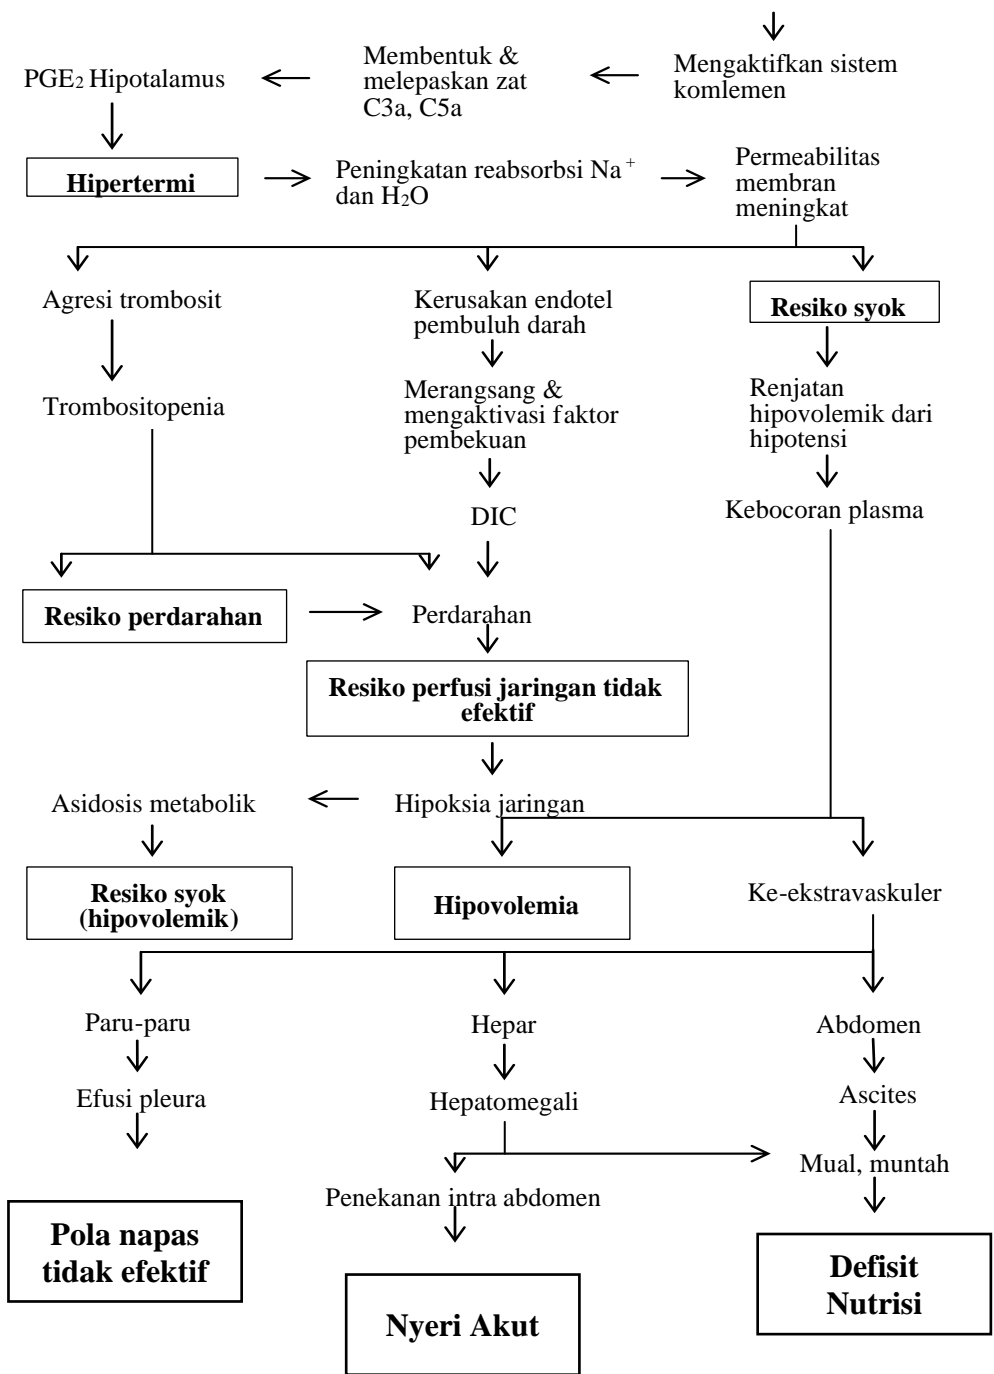 PGE₂ Hipotalamus
Membentuk &
melepaskan zat
C3a, C5a
Mengaktifkan sistem
komlemen
Hipertermi
Peningkatan reabsorbsi Na⁺
dan H₂O
Permeabilitas
membran
meningkat
Agresi trombosit
Kerusakan endotel
pembuluh darah
Resiko syok
Trombositopenia
Merangsang &
mengaktivasi faktor
pembekuan
Renjatan
hipovolemik dari
hipotensi
DIC
Kebocoran plasma
Resiko perdarahan
Perdarahan
Resiko perfusi jaringan tidak
efektif
Asidosis metabolik
Hipoksia jaringan
Resiko syok
(hipovolemik)
Hipovolemia
Ke-ekstravaskuler
Paru-paru
Hepar
Abdomen
Efusi pleura
Hepatomegali
Ascites
Penekanan intra abdomen
Mual, muntah
Pola napas
tidak efektif
Nyeri Akut
Defisit
Nutrisi